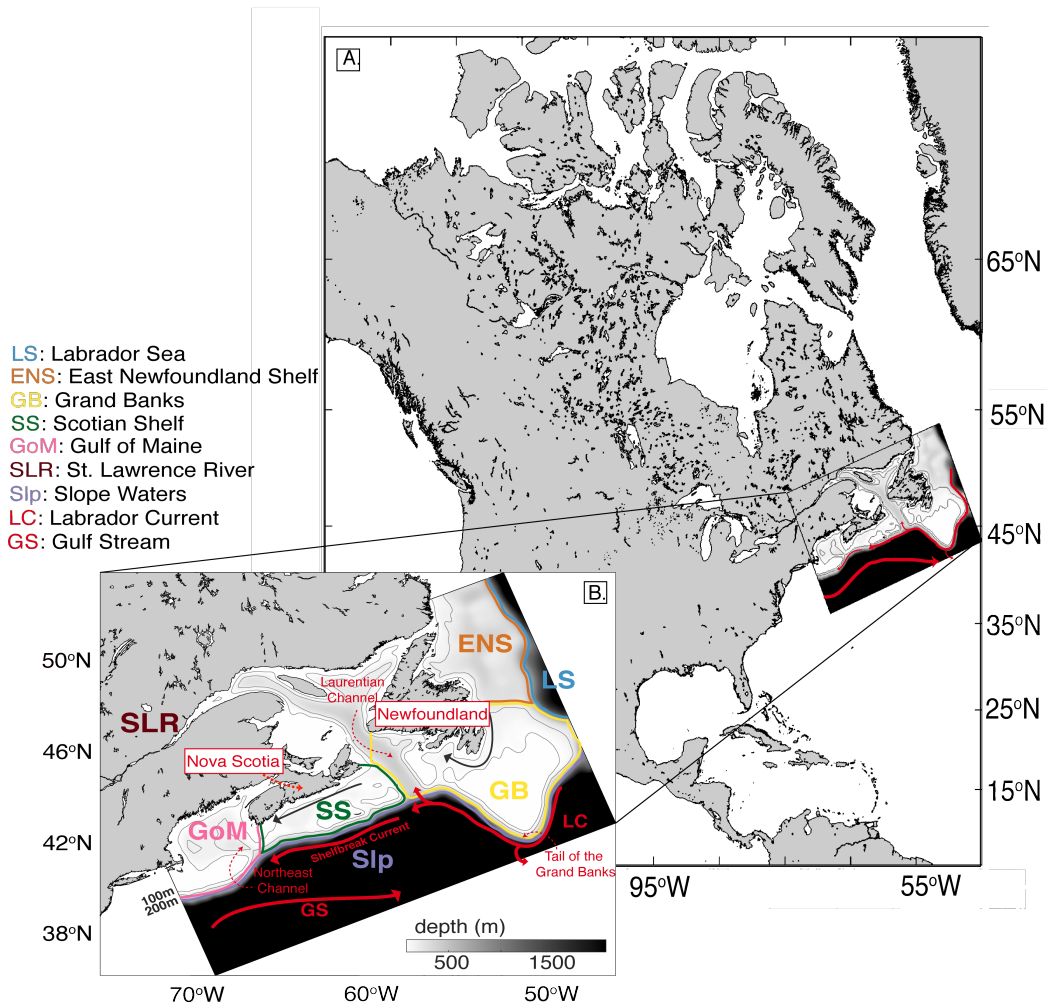 A.
65°N
55°N
45°N
35°N
25°N
15°N
95°W
55°W
LS: Labrador Sea
ENS: East Newfoundland Shelf
GB: Grand Banks
SS: Scotian Shelf
GoM: Gulf of Maine
SLR: St. Lawrence River
Slp: Slope Waters
LC: Labrador Current
GS: Gulf Stream
B.
50°N
46°N
42°N
38°N
70°W
60°W
50°W
ENS
LS
Laurentian
Channel
Newfoundland
SLR
Nova Scotia
GB
SS
GoM
LC
Shelfbreak Current
Slp
Tail of the
Grand Banks
Northeast
Channel
100m
200m
GS
depth (m)
500
1500